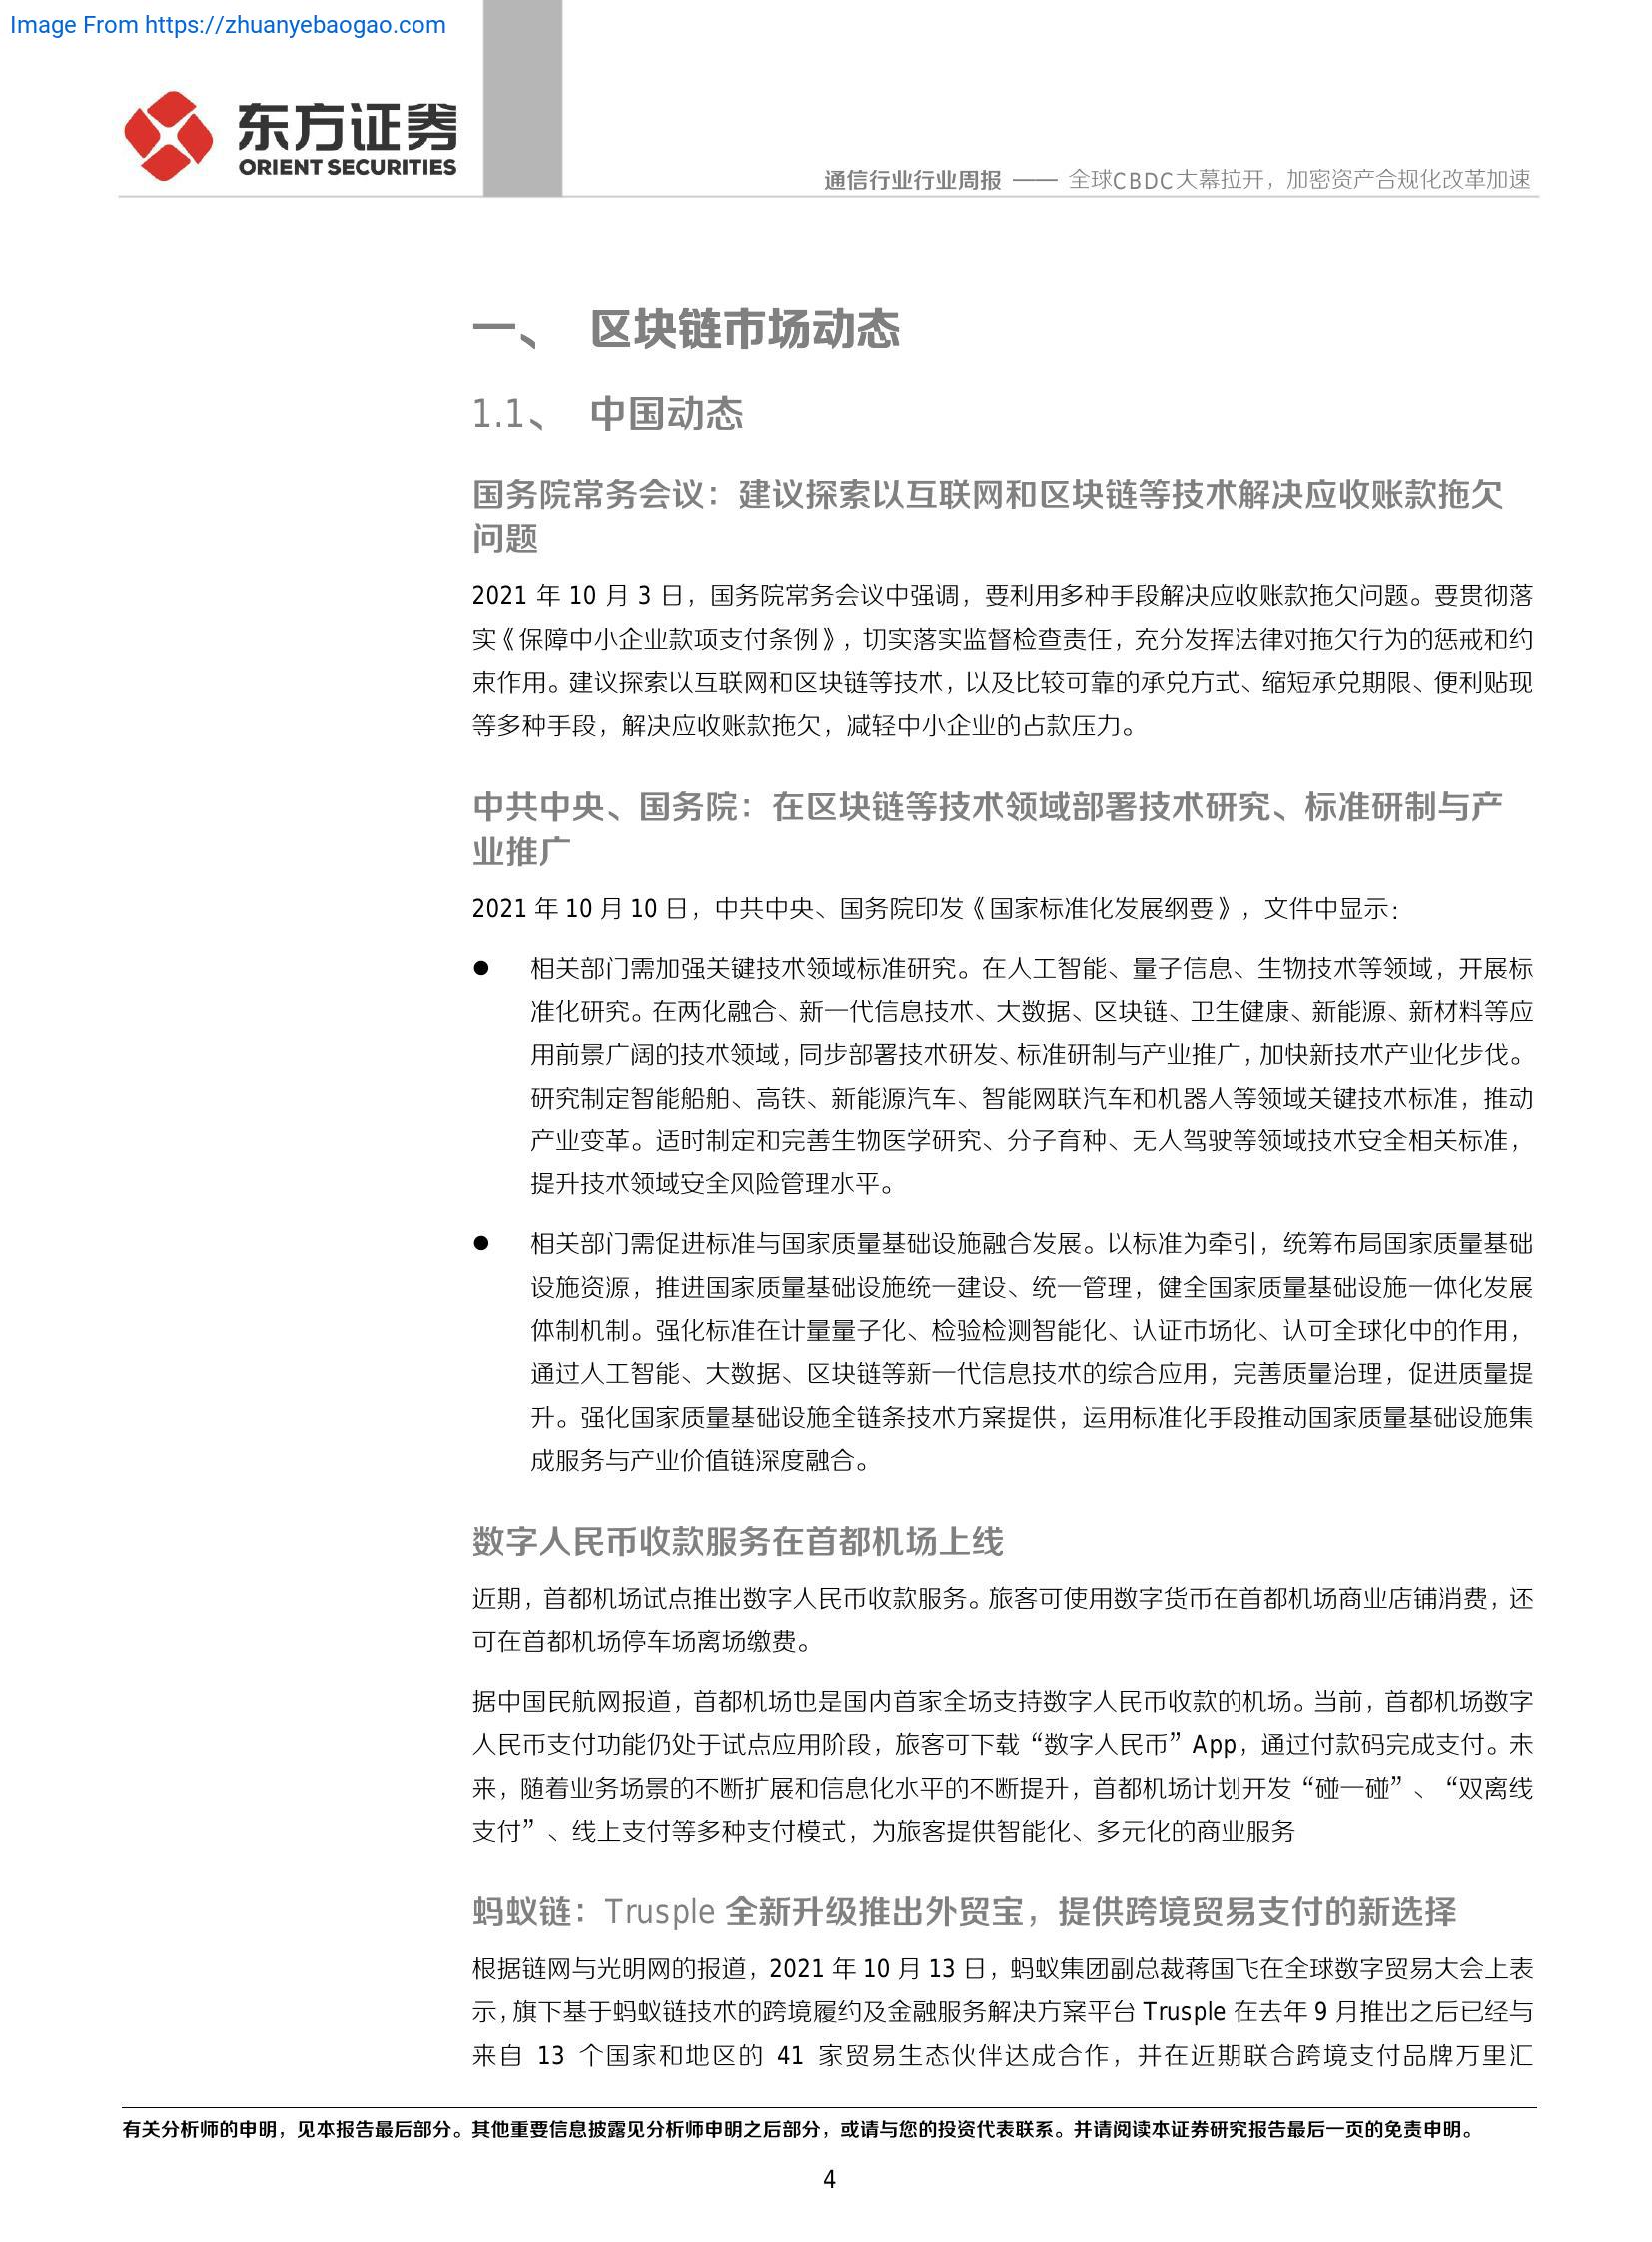 Image From https://zhuanyebaogao.com
东方证券
ORIENT SECURITIES
通信行业行业周报 —— 全球CBDC大幕拉开，加密资产合规化改革加速
一、 区块链市场动态
1.1、 中国动态
国务院常务会议：建议探索以互联网和区块链等技术解决应收账款拖欠
问题
2021 年 10 月 3 日，国务院常务会议中强调，要利用多种手段解决应收账款拖欠问题。要贯彻落
实《保障中小企业款项支付条例》，切实落实监督检查责任，充分发挥法律对拖欠行为的惩戒和约
束作用。建议探索以互联网和区块链等技术，以及比较可靠的承兑方式、缩短承兑期限、便利贴现
等多种手段，解决应收账款拖欠，减轻中小企业的占款压力。
中共中央、国务院：在区块链等技术领域部署技术研究、标准研制与产
业推广
2021 年 10 月 10 日，中共中央、国务院印发《国家标准化发展纲要》，文件中显示：
● 相关部门需加强关键技术领域标准研究。在人工智能、量子信息、生物技术等领域，开展标
准化研究。在两化融合、新一代信息技术、大数据、区块链、卫生健康、新能源、新材料等应
用前景广阔的技术领域，同步部署技术研发、标准研制与产业推广，加快新技术产业化步伐。
研究制定智能船舶、高铁、新能源汽车、智能网联汽车和机器人等领域关键技术标准，推动
产业变革。适时制定和完善生物医学研究、分子育种、无人驾驶等领域技术安全相关标准，
提升技术领域安全风险管理水平。
● 相关部门需促进标准与国家质量基础设施融合发展。以标准为牵引，统筹布局国家质量基础
设施资源，推进国家质量基础设施统一建设、统一管理，健全国家质量基础设施一体化发展
体制机制。强化标准在计量量子化、检验检测智能化、认证市场化、认可全球化中的作用，
通过人工智能、大数据、区块链等新一代信息技术的综合应用，完善质量治理，促进质量提
升。强化国家质量基础设施全链条技术方案提供，运用标准化手段推动国家质量基础设施集
成服务与产业价值链深度融合。
数字人民币收款服务在首都机场上线
近期，首都机场试点推出数字人民币收款服务。旅客可使用数字货币在首都机场商业店铺消费，还
可在首都机场停车场离场缴费。
据中国民航网报道，首都机场也是国内首家全场支持数字人民币收款的机场。当前，首都机场数字
人民币支付功能仍处于试点应用阶段，旅客可下载“数字人民币”App，通过付款码完成支付。未
来，随着业务场景的不断扩展和信息化水平的不断提升，首都机场计划开发“碰一碰”、“双离线
支付”、线上支付等多种支付模式，为旅客提供智能化、多元化的商业服务
蚂蚁链：Trusple 全新升级推出外贸宝，提供跨境贸易支付的新选择
根据链网与光明网的报道，2021 年 10 月 13 日，蚂蚁集团副总裁蒋国飞在全球数字贸易大会上表
示，旗下基于蚂蚁链技术的跨境履约及金融服务解决方案平台 Trusple 在去年 9 月推出之后已经与
来自 13 个国家和地区的 41 家贸易生态伙伴达成合作，并在近期联合跨境支付品牌万里汇
有关分析师的申明，见本报告最后部分。其他重要信息披露见分析师申明之后部分，或请与您的投资代表联系。并请阅读本证券研究报告最后一页的免责申明。
4